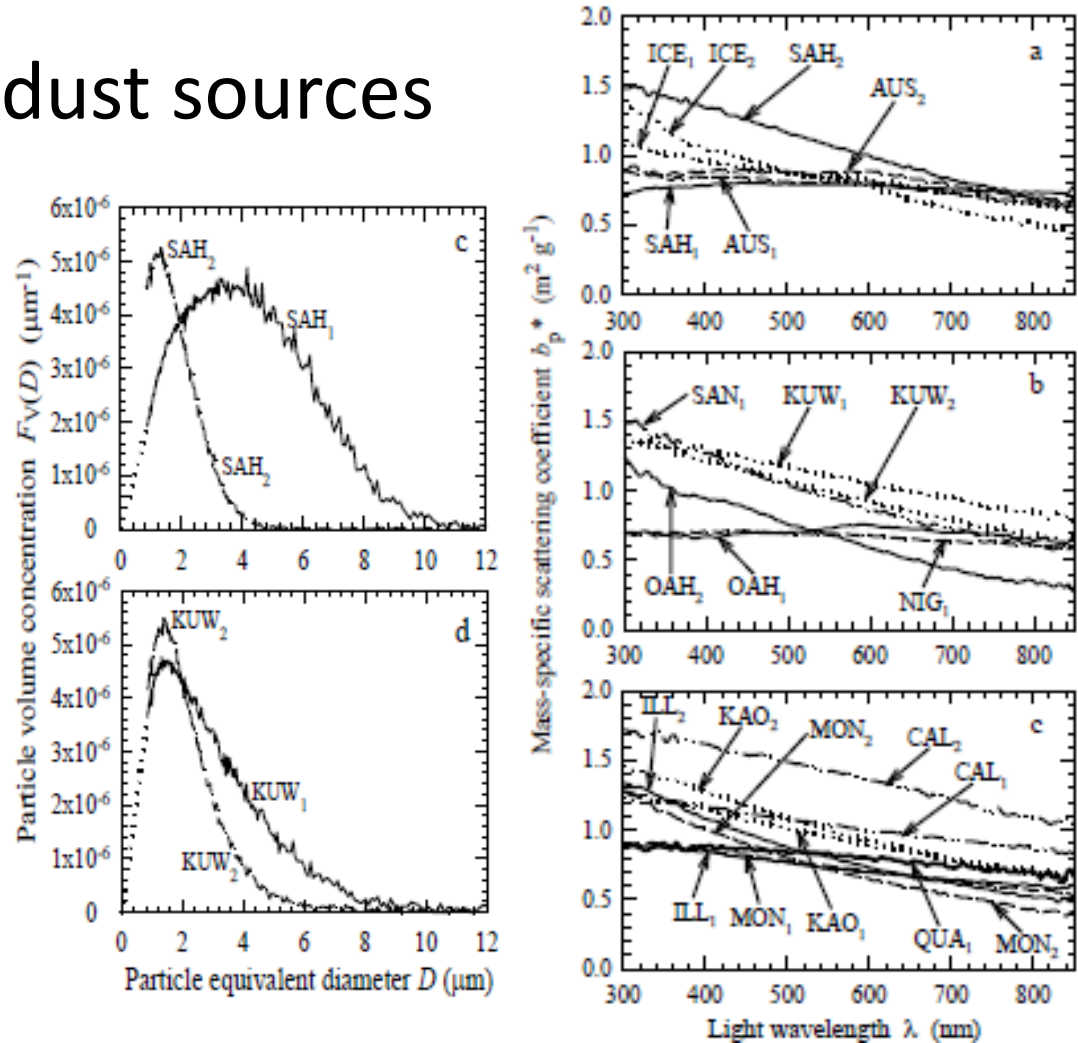 dust sources
c
6x10⁻⁶
5x10⁻⁶
4x10⁻⁶
3x10⁻⁶
2x10⁻⁶
1x10⁻⁶
0
SAH₂
SAH₁
SAH₂
0 2 4 6 8 10 12
d
6x10⁻⁶
5x10⁻⁶
4x10⁻⁶
3x10⁻⁶
2x10⁻⁶
1x10⁻⁶
0
KUW₂
KUW₁
KUW₂
0 2 4 6 8 10 12
Particle equivalent diameter D (μm)
Particle volume concentration Fᵥ(D) (μm⁻¹)
Mass-specific scattering coefficient bₚ* (m² g⁻¹)
a
2.0
1.5
1.0
0.5
0.0
ICE₁ ICE₂ SAH₂
AUS₂
SAH₁ AUS₁
300 400 500 600 700 800
b
2.0
1.5
1.0
0.5
0.0
SAN₁ KUW₁ KUW₂
OAH₂ OAH₁ NIG₁
300 400 500 600 700 800
c
2.0
1.5
1.0
0.5
0.0
ILL₂ KAO₂ MON₂ CAL₂
CAL₁
ILL₁ MON₁ KAO₁ QUA₁ MON₂
300 400 500 600 700 800
Light wavelength λ (nm)